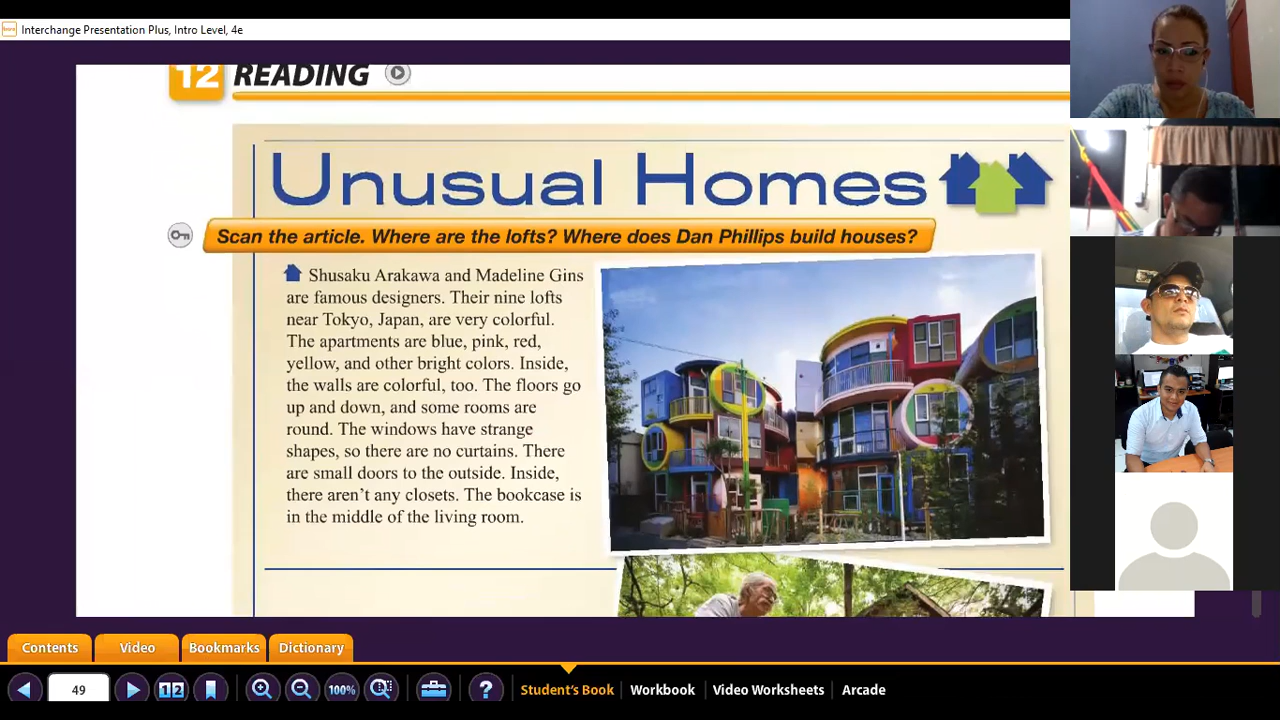 Interchange Presentation Plus, Intro Level, 4e
12 READING
Unusual Homes
Scan the article. Where are the lofts? Where does Dan Phillips build houses?
Shusaku Arakawa and Madeline Gins
are famous designers. Their nine lofts
near Tokyo, Japan, are very colorful.
The apartments are blue, pink, red,
yellow, and other bright colors. Inside,
the walls are colorful, too. The floors go
up and down, and some rooms are
round. The windows have strange
shapes, so there are no curtains. There
are small doors to the outside. Inside,
there aren't any closets. The bookcase is
in the middle of the living room.
Contents Video Bookmarks Dictionary
49 12 100% ? Student's Book Workbook Video Worksheets Arcade